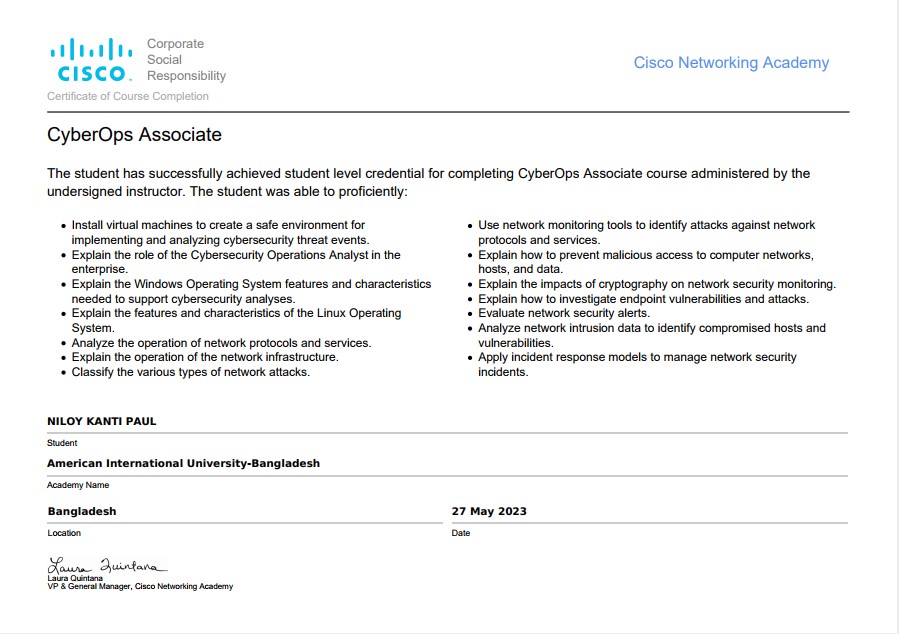 CISCO
Corporate
Social
Responsibility
Cisco Networking Academy
Certificate of Course Completion
CyberOps Associate
The student has successfully achieved student level credential for completing CyberOps Associate course administered by the
undersigned instructor. The student was able to proficiently:
• Install virtual machines to create a safe environment for
implementing and analyzing cybersecurity threat events.
• Explain the role of the Cybersecurity Operations Analyst in the
enterprise.
• Explain the Windows Operating System features and characteristics
needed to support cybersecurity analyses.
• Explain the features and characteristics of the Linux Operating
System.
• Analyze the operation of network protocols and services.
• Explain the operation of the network infrastructure.
• Classify the various types of network attacks.
• Use network monitoring tools to identify attacks against network
protocols and services.
• Explain how to prevent malicious access to computer networks,
hosts, and data.
• Explain the impacts of cryptography on network security monitoring.
• Explain how to investigate endpoint vulnerabilities and attacks.
• Evaluate network security alerts.
• Analyze network intrusion data to identify compromised hosts and
vulnerabilities.
• Apply incident response models to manage network security
incidents.
NILOY KANTI PAUL
Student
American International University-Bangladesh
Academy Name
Bangladesh
Location
27 May 2023
Date
Laura Quintana
Laura Quintana
VP & General Manager, Cisco Networking Academy